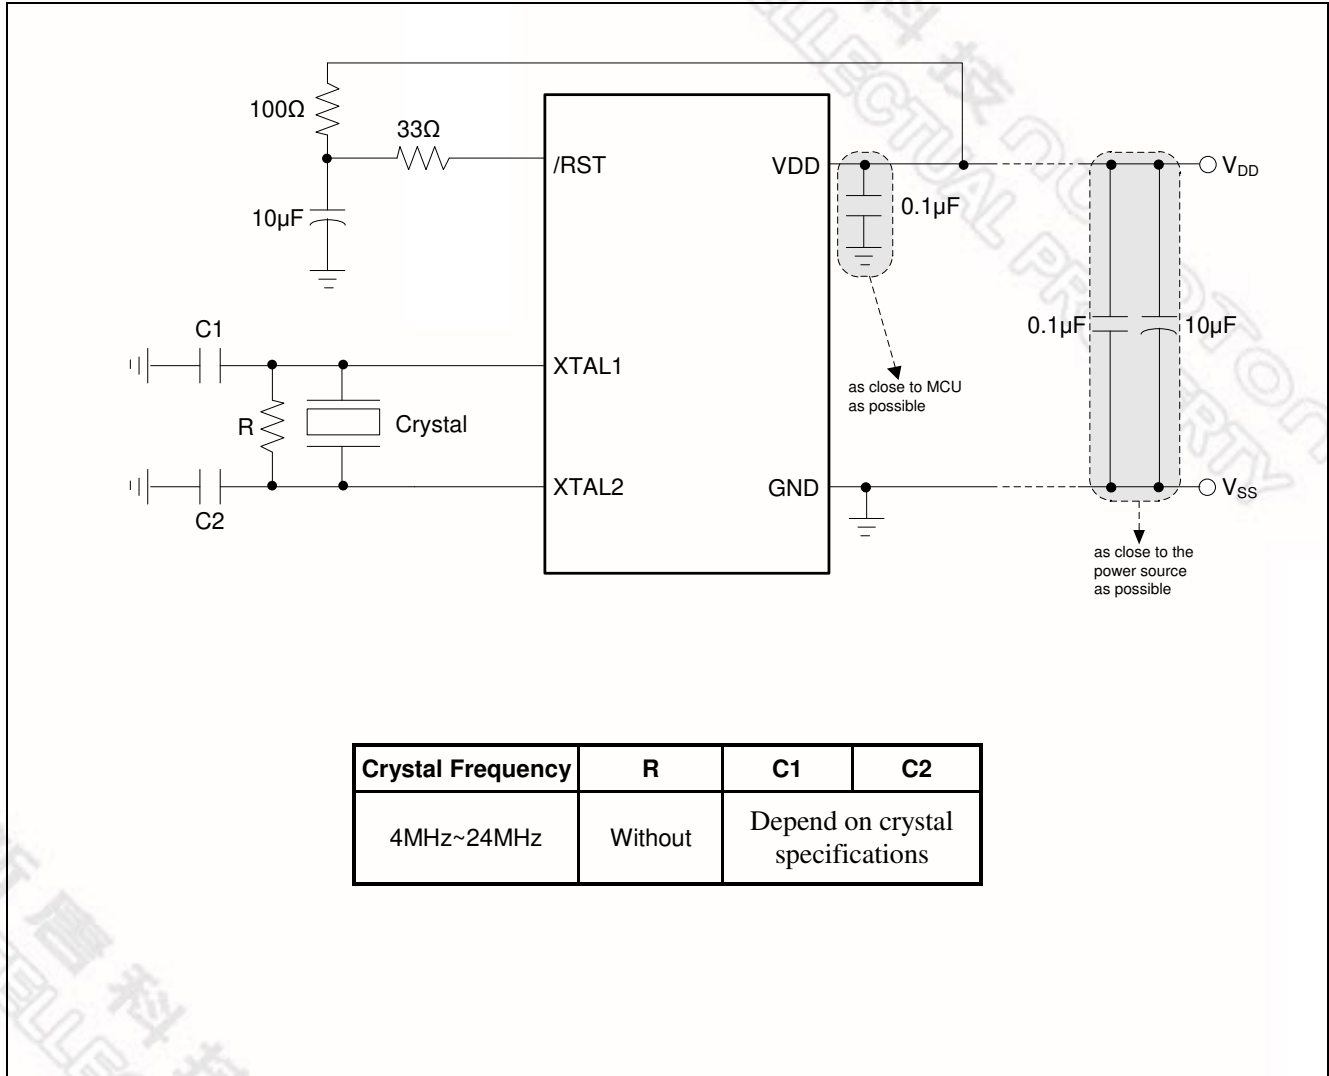 100Ω
33Ω
/RST
10µF
VDD
0.1µF
V_DD
C1
XTAL1
R
Crystal
as close to MCU
as possible
0.1µF
10µF
C2
XTAL2
GND
V_SS
as close to the
power source
as possible
Crystal Frequency R C1 C2
4MHz~24MHz Without Depend on crystal
specifications